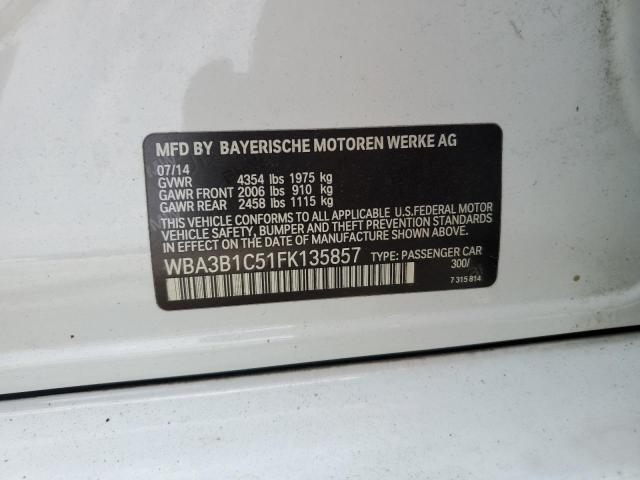 MFD BY BAYERISCHE MOTOREN WERKE AG
07/14
GVWR 4354 lbs 1975 kg
GAWR FRONT 2006 lbs 910 kg
GAWR REAR 2458 lbs 1115 kg
THIS VEHICLE CONFORMS TO ALL APPLICABLE U.S.FEDERAL MOTOR
VEHICLE SAFETY, BUMPER AND THEFT PREVENTION STANDARDS
IN EFFECT ON THE DATE OF MANUFACTURE SHOWN ABOVE.
WBA3B1C51FK135857 TYPE: PASSENGER CAR
300/
7 315 814